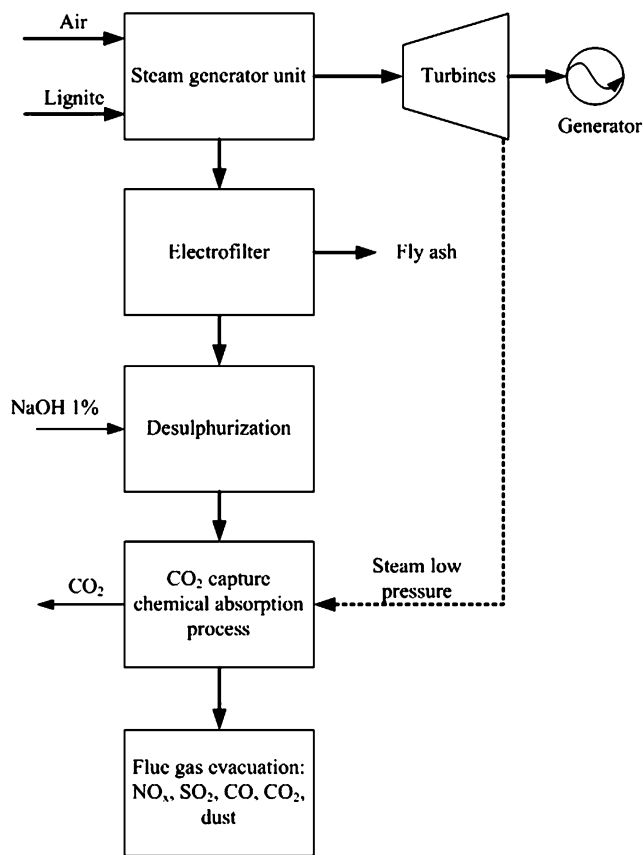 Air
Lignite
Steam generator unit
Turbines
Generator
Electrofilter
Fly ash
NaOH 1%
Desulphurization
CO₂
CO₂ capture
chemical absorption
process
Steam low
pressure
Flue gas evacuation:
NOₓ, SO₂, CO, CO₂,
dust